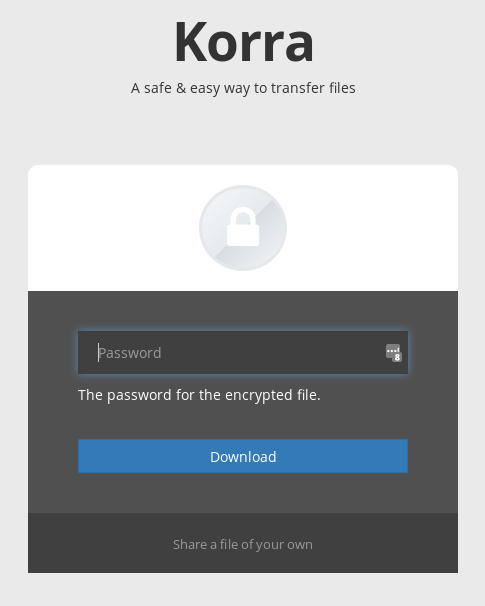 Korra
A safe & easy way to transfer files
Password
8
The password for the encrypted file.
Download
Share a file of your own